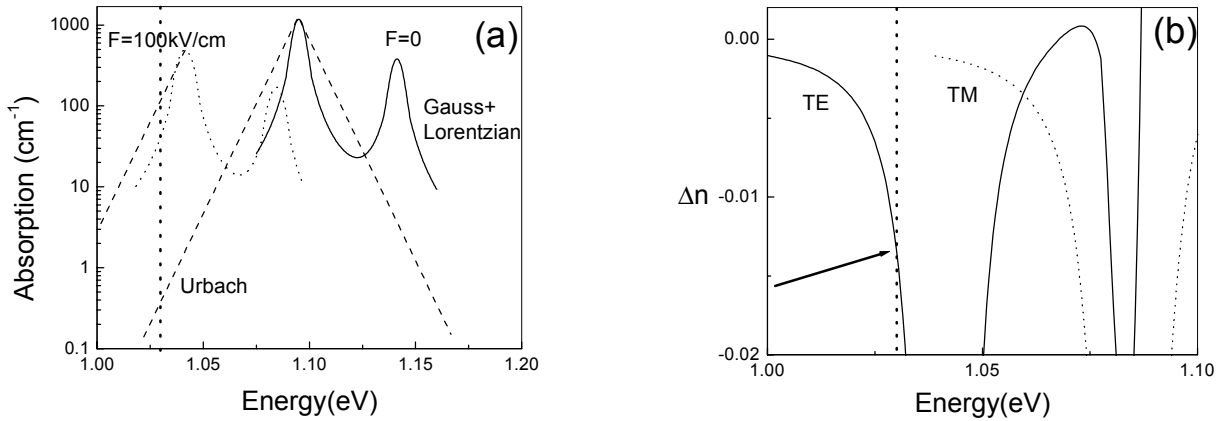 1000
100
10
1
0.1
Absorption (cm⁻¹)
F=100kV/cm
F=0
(a)
Gauss+
Lorentzian
Urbach
1.00 1.05 1.10 1.15 1.20
Energy(eV)
0.00
-0.01
-0.02
Δn
(b)
TE
TM
1.00 1.05 1.10
Energy(eV)